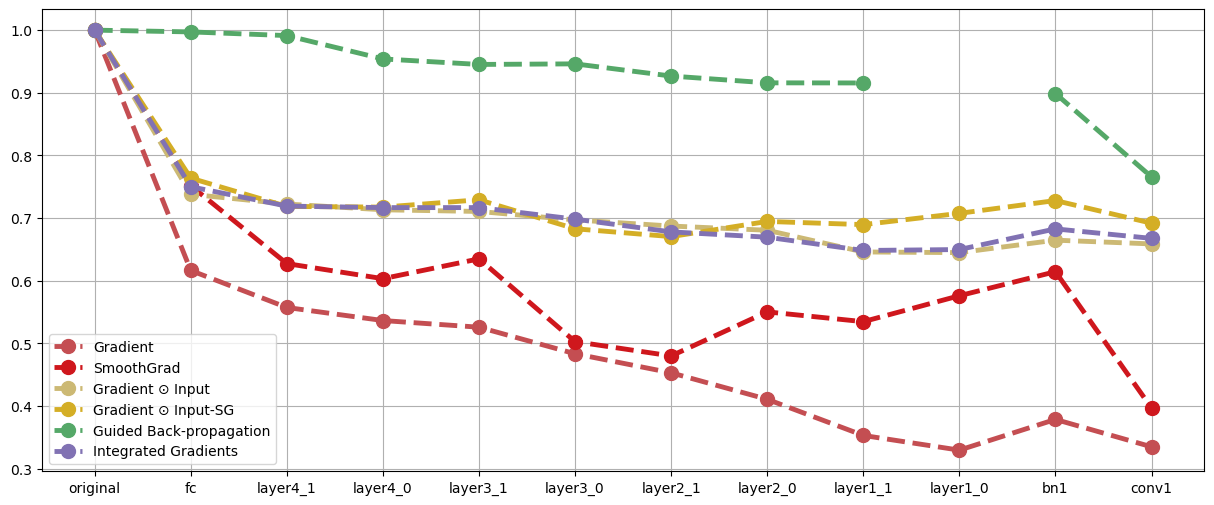 1.0
0.9
0.8
0.7
0.6
0.5
0.4
0.3
Gradient
SmoothGrad
Gradient ⊙ Input
Gradient ⊙ Input-SG
Guided Back-propagation
Integrated Gradients
original fc layer4_1 layer4_0 layer3_1 layer3_0 layer2_1 layer2_0 layer1_1 layer1_0 bn1 conv1